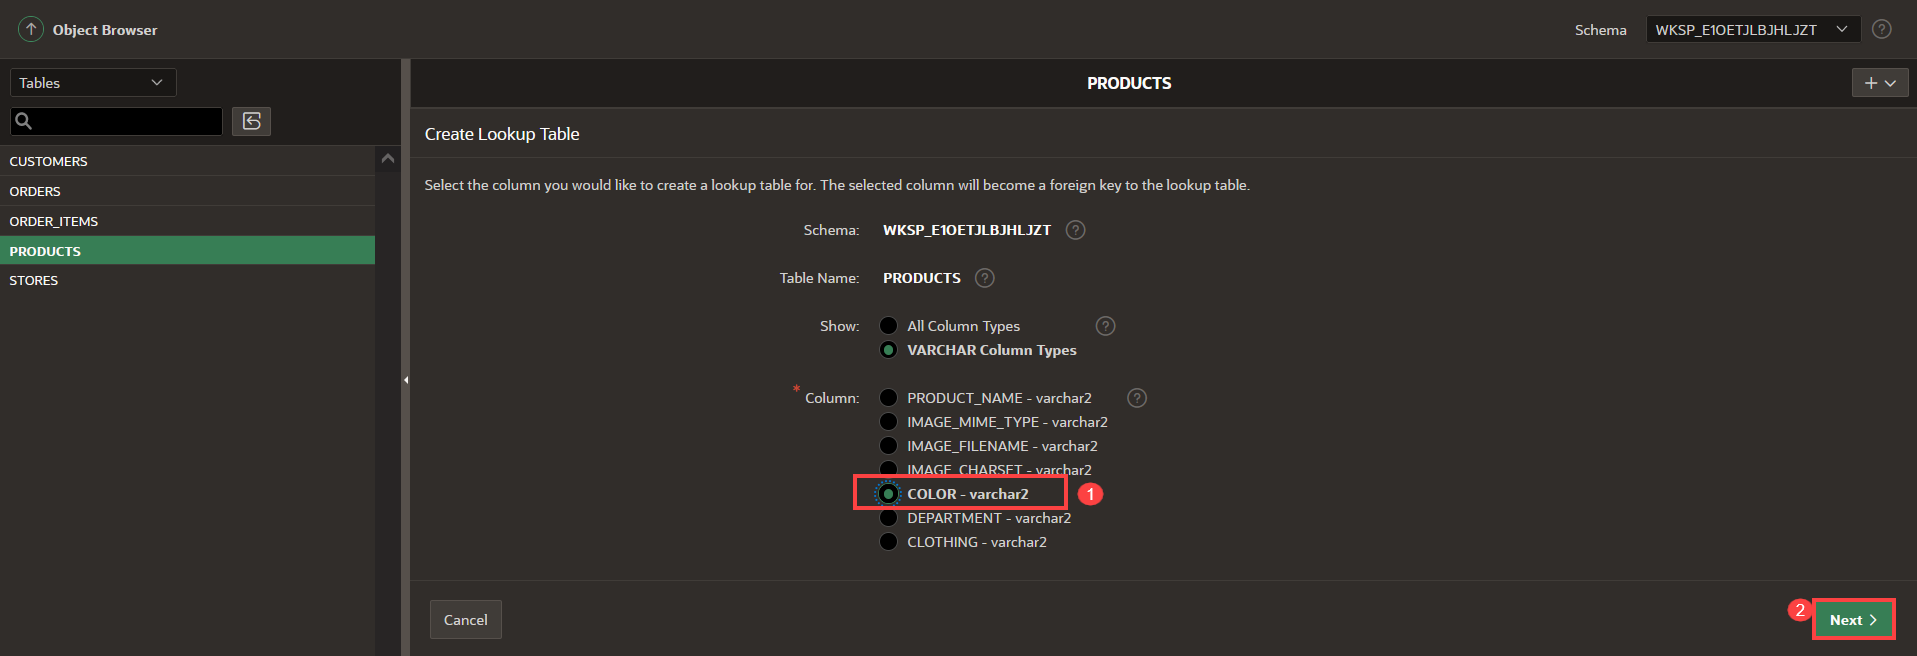 Object Browser
Schema WKSP_E1OETJLBJHLJZT ?
Tables
CUSTOMERS
ORDERS
ORDER_ITEMS
PRODUCTS
STORES
PRODUCTS
Create Lookup Table
Select the column you would like to create a lookup table for. The selected column will become a foreign key to the lookup table.
Schema: WKSP_E1OETJLBJHLJZT ?
Table Name: PRODUCTS ?
Show: All Column Types ?
VARCHAR Column Types
* Column: PRODUCT_NAME - varchar2 ?
IMAGE_MIME_TYPE - varchar2
IMAGE_FILENAME - varchar2
IMAGE_CHARSET - varchar2
COLOR - varchar2 1
DEPARTMENT - varchar2
CLOTHING - varchar2
Cancel
2 Next